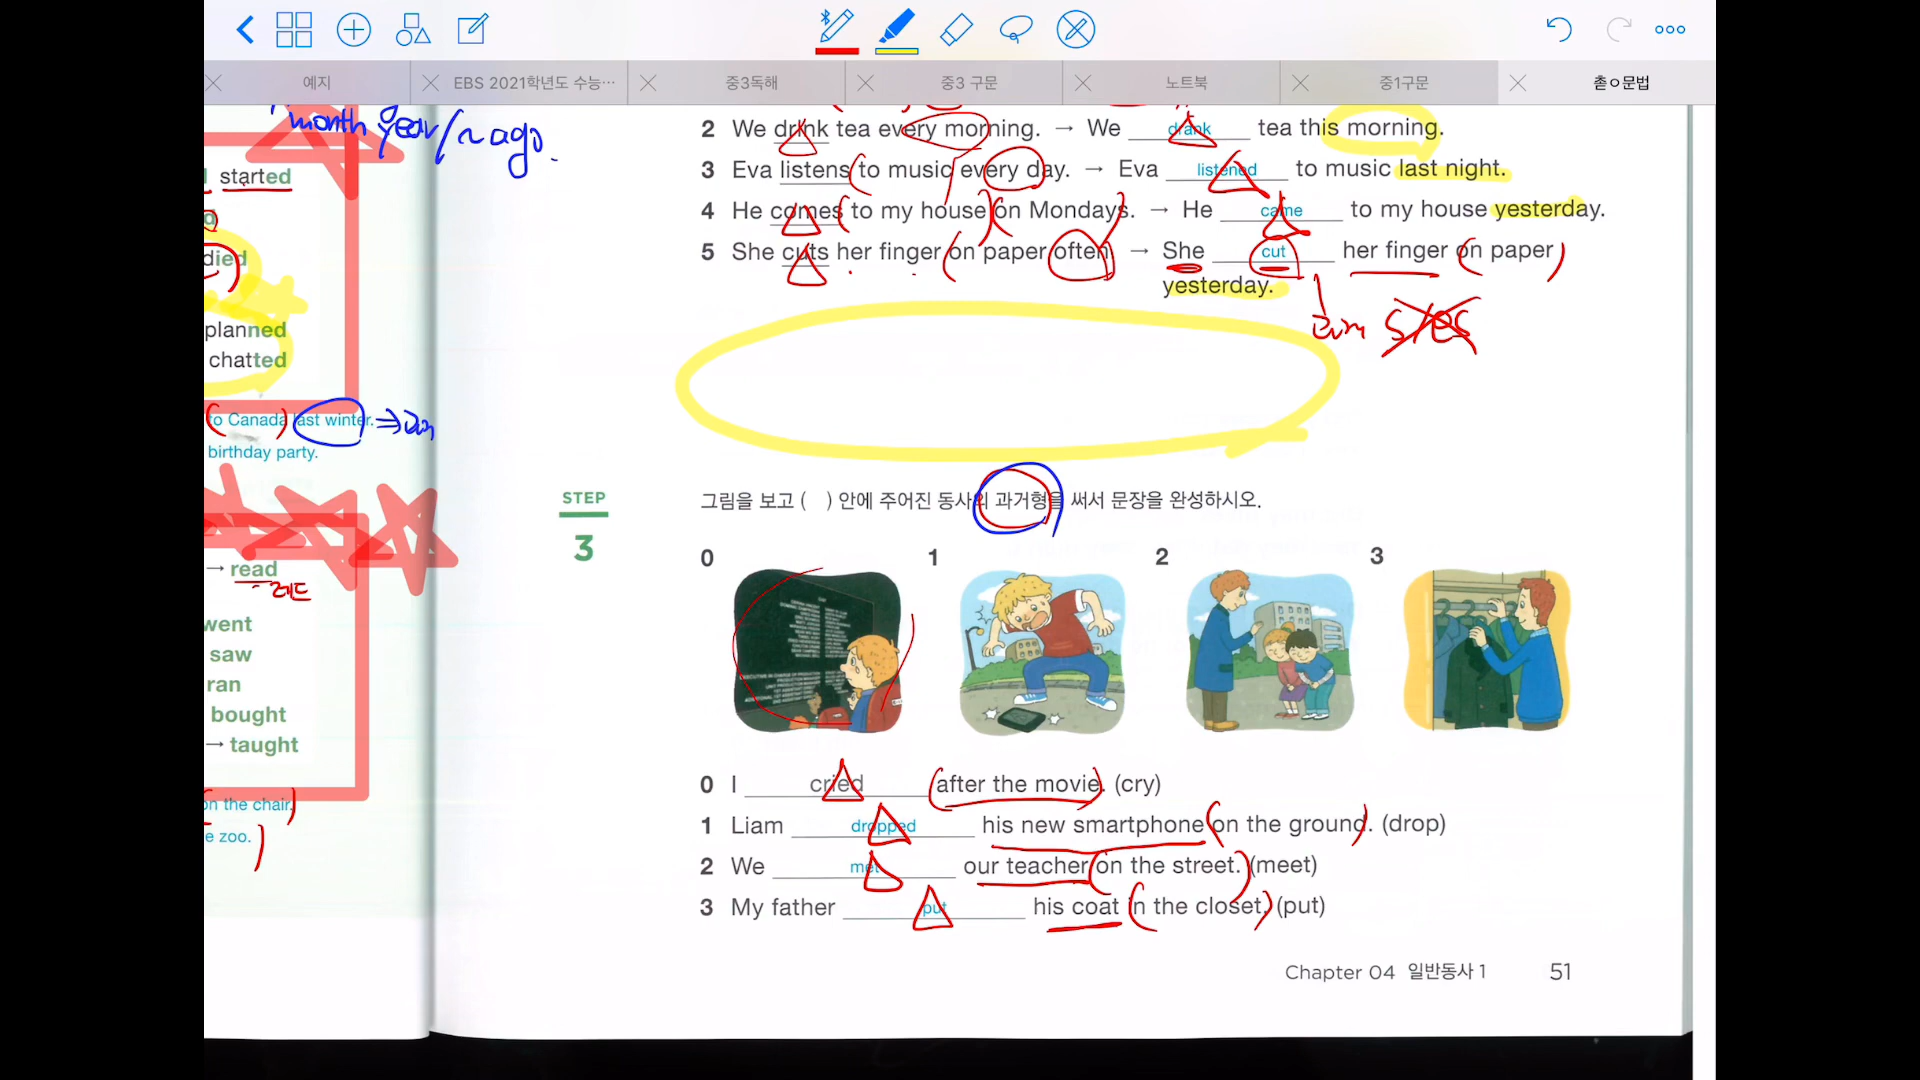 예지
EBS 2021학년도 수능…
중3독해
중3 구문
노트북
중1구문
촏ㅇ문법
month year/~ago.
started
died
planned
chatted
to Canada last winter.
birthday party.
→ read
레드
went
saw
ran
bought
→ taught
on the chair.
e zoo.
2 We drink tea every morning. → We drank tea this morning.
3 Eva listens to music every day. → Eva listened to music last night.
4 He comes to my house on Mondays. → He came to my house yesterday.
5 She cuts her finger on paper often. → She cut her finger on paper
yesterday.
s/es
STEP
3
그림을 보고 ( ) 안에 주어진 동사의 과거형을 써서 문장을 완성하시오.
0
1
2
3
0 I cried after the movie. (cry)
1 Liam dropped his new smartphone on the ground. (drop)
2 We met our teacher on the street. (meet)
3 My father put his coat in the closet. (put)
Chapter 04 일반동사 1 51